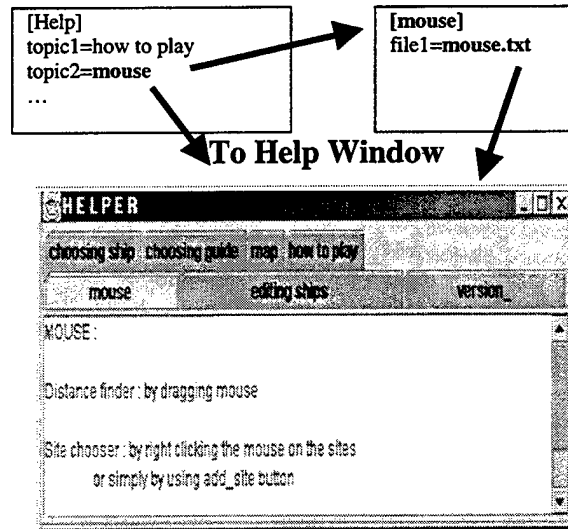 [Help]
topic1=how to play
topic2=mouse
…
[mouse]
file1=mouse.txt
To Help Window
HELPER
choosing ship choosing guide map how to play
mouse editing ships version_
MOUSE :
Distance finder : by dragging mouse
Site chooser : by right clicking the mouse on the sites
or simply by using add_site button